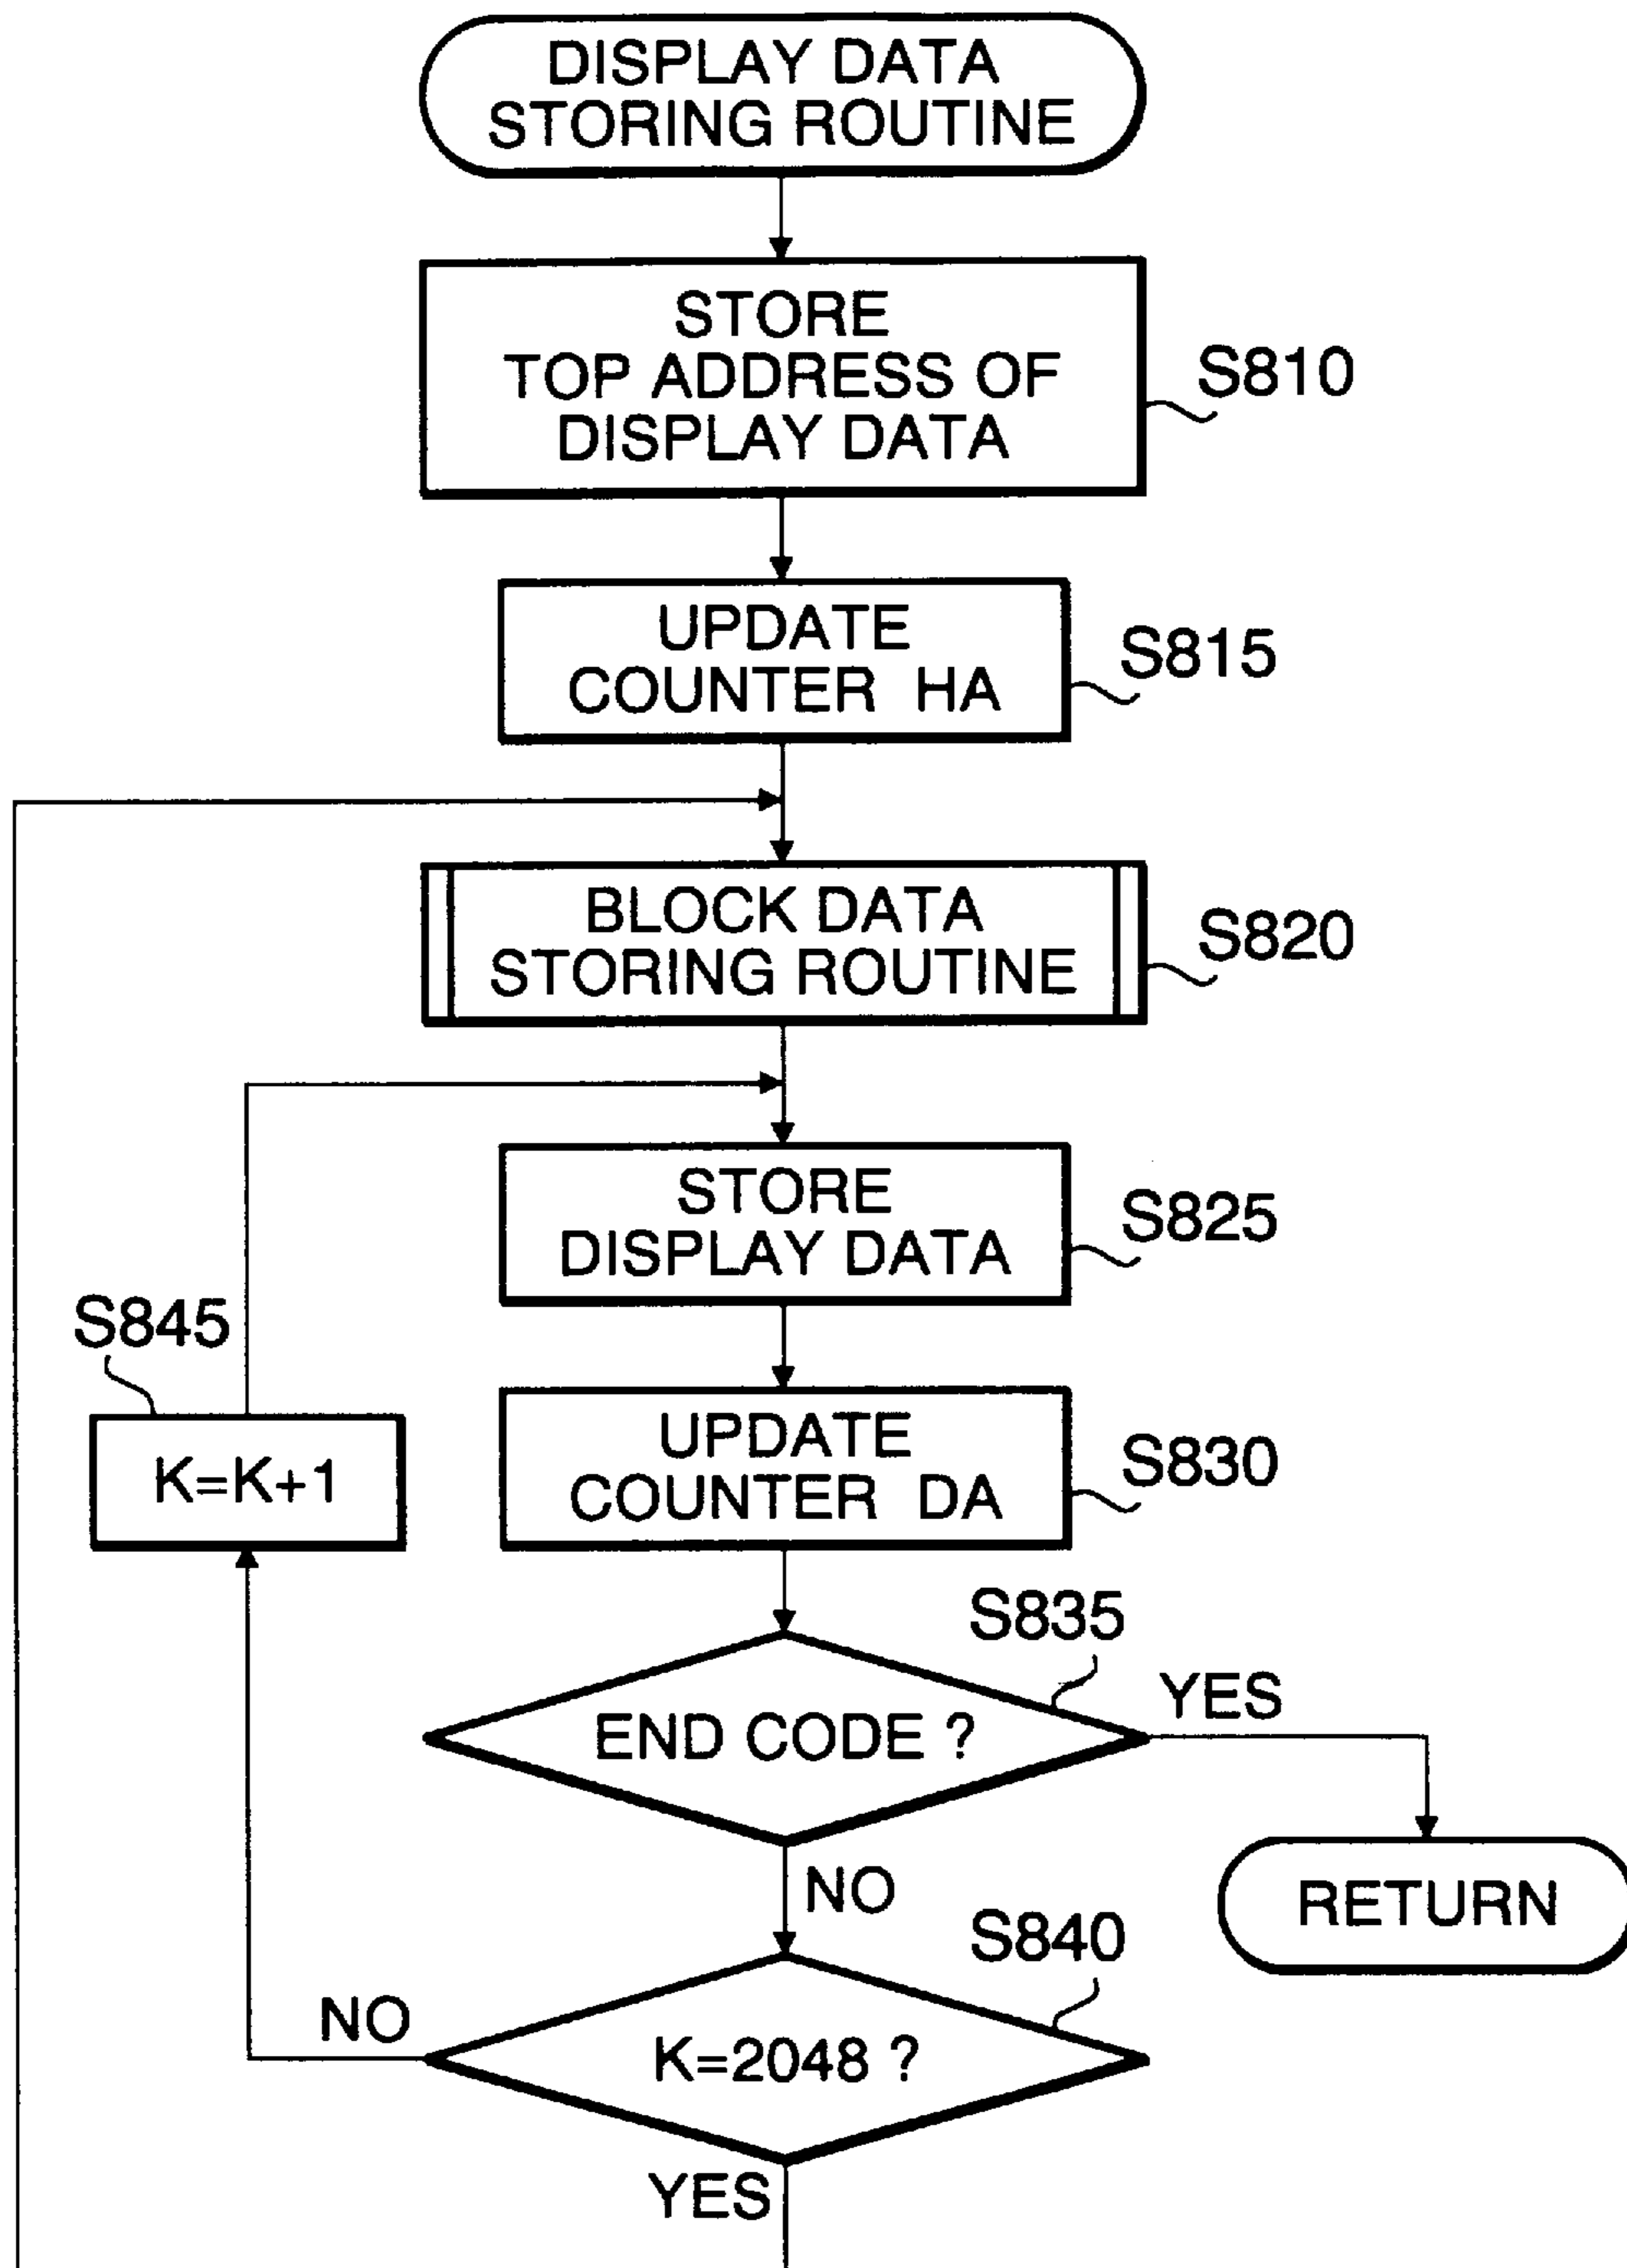 DISPLAY DATA
STORING ROUTINE
STORE
TOP ADDRESS OF
DISPLAY DATA
S810
UPDATE
COUNTER HA
S815
BLOCK DATA
STORING ROUTINE
S820
STORE
DISPLAY DATA
S825
S845
K=K+1
UPDATE
COUNTER DA
S830
S835
END CODE ?
YES
NO
RETURN
S840
NO
K=2048 ?
YES